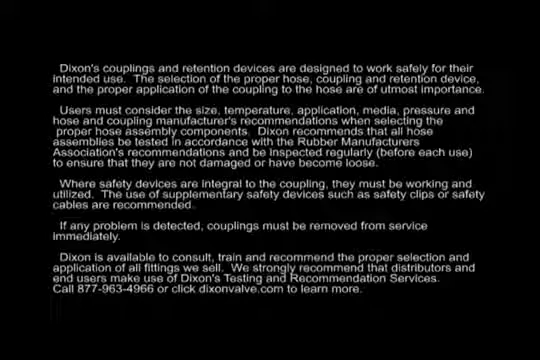 Dixon's couplings and retention devices are designed to work safely for their
intended use. The selection of the proper hose, coupling and retention device,
and the proper application of the coupling to the hose are of utmost importance.
Users must consider the size, temperature, application, media, pressure and
hose and coupling manufacturer's recommendations when selecting the
proper hose assembly components. Dixon recommends that all hose
assemblies be tested in accordance with the Rubber Manufacturers
Association's recommendations and be inspected regularly (before each use)
to ensure that they are not damaged or have become loose.
Where safety devices are integral to the coupling, they must be working and
utilized. The use of supplementary safety devices such as safety clips or safety
cables are recommended.
If any problem is detected, couplings must be removed from service
immediately.
Dixon is available to consult, train and recommend the proper selection and
application of all fittings we sell. We strongly recommend that distributors and
end users make use of Dixon's Testing and Recommendation Services.
Call 877-963-4966 or click dixonvalve.com to learn more.